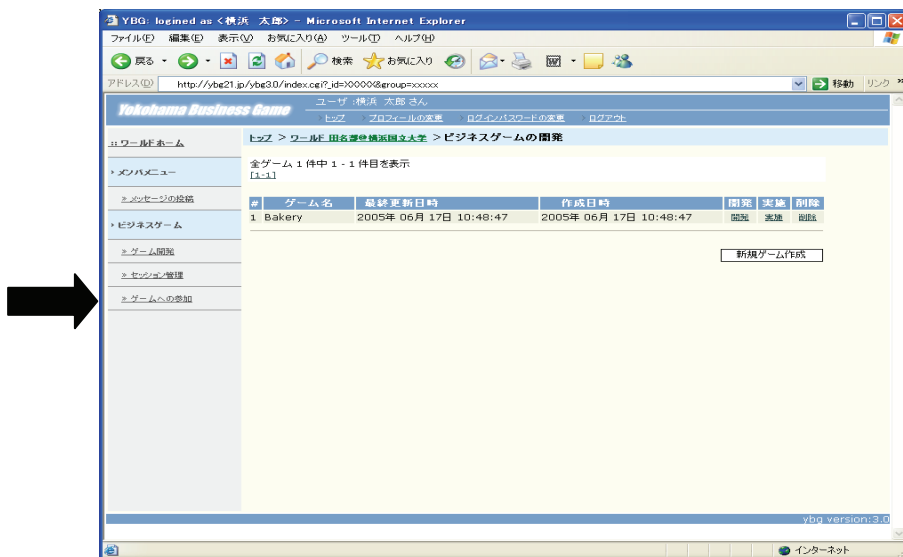 YBG: logined as <横浜 太郎> - Microsoft Internet Explorer
ファイル(F) 編集(E) 表示(V) お気に入り(A) ツール(T) ヘルプ(H)
戻る 検索 お気に入り
アドレス(D) http://ybg21.jp/ybg3.0/index.cgi?_id=XXXXX&group=xxxxx 移動 リンク »
Yokohama Business Game
ユーザ :横浜 太郎 さん
> トップ > プロフィールの変更 > ログインパスワードの変更 > ログアウト
:: ワールドホーム
› メンバメニュー
» メッセージの投稿
› ビジネスゲーム
» ゲーム開発
» セッション管理
» ゲームへの参加
トップ > ワールド 田名部@横浜国立大学 > ビジネスゲームの開発
全ゲーム 1 件中 1 - 1 件目を表示
[1-1]
# ゲーム名 最終更新日時 作成日時 開発 実施 削除
1 Bakery 2005年 06月 17日 10:48:47 2005年 06月 17日 10:48:47 開発 実施 削除
新規ゲーム作成
ybg version:3.0
インターネット